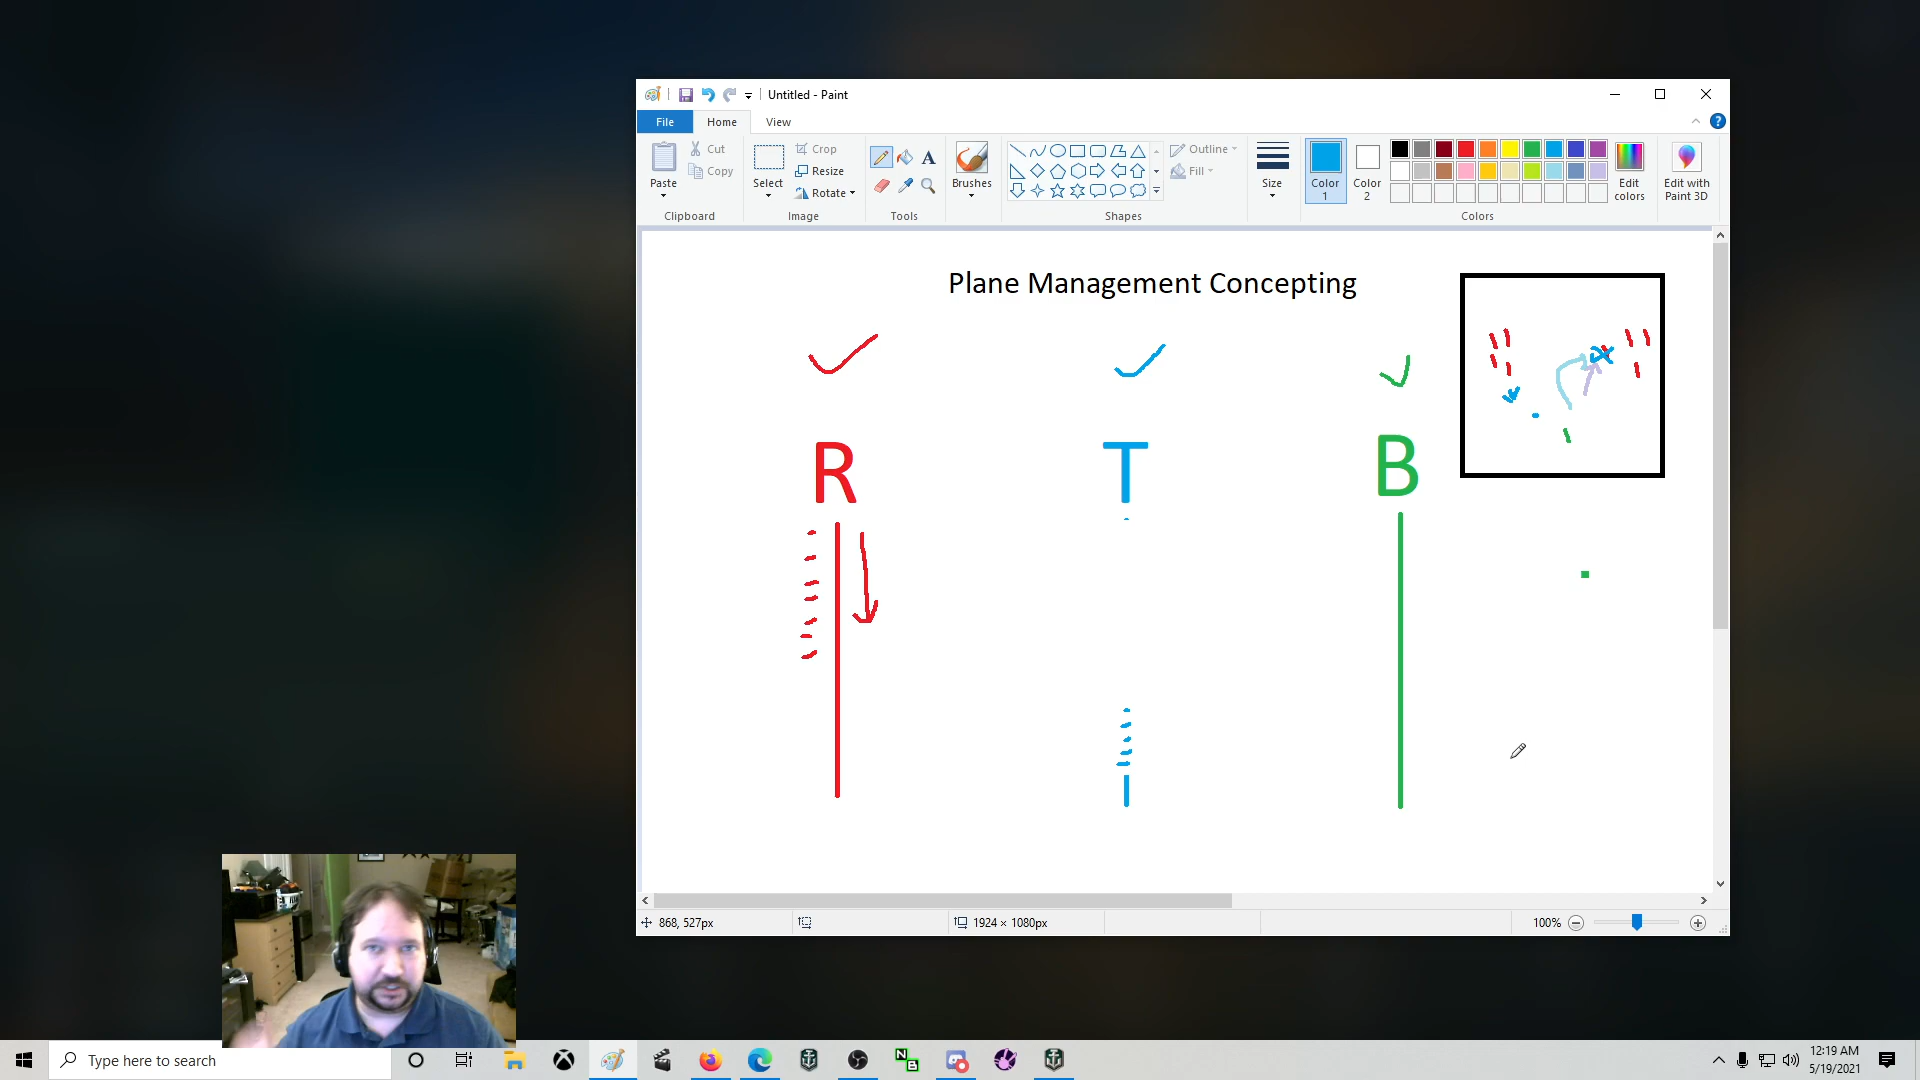 Untitled - Paint
File Home View
Paste
Cut
Copy
Clipboard
Select
Crop
Resize
Rotate
Image
A
Tools
Brushes
Outline
Fill
Shapes
Size
Color 1
Color 2
Edit colors
Edit with Paint 3D
Colors
Plane Management Concepting
R T B
868, 527px
1924 × 1080px
100%
Type here to search
N
B
12:19 AM
5/19/2021